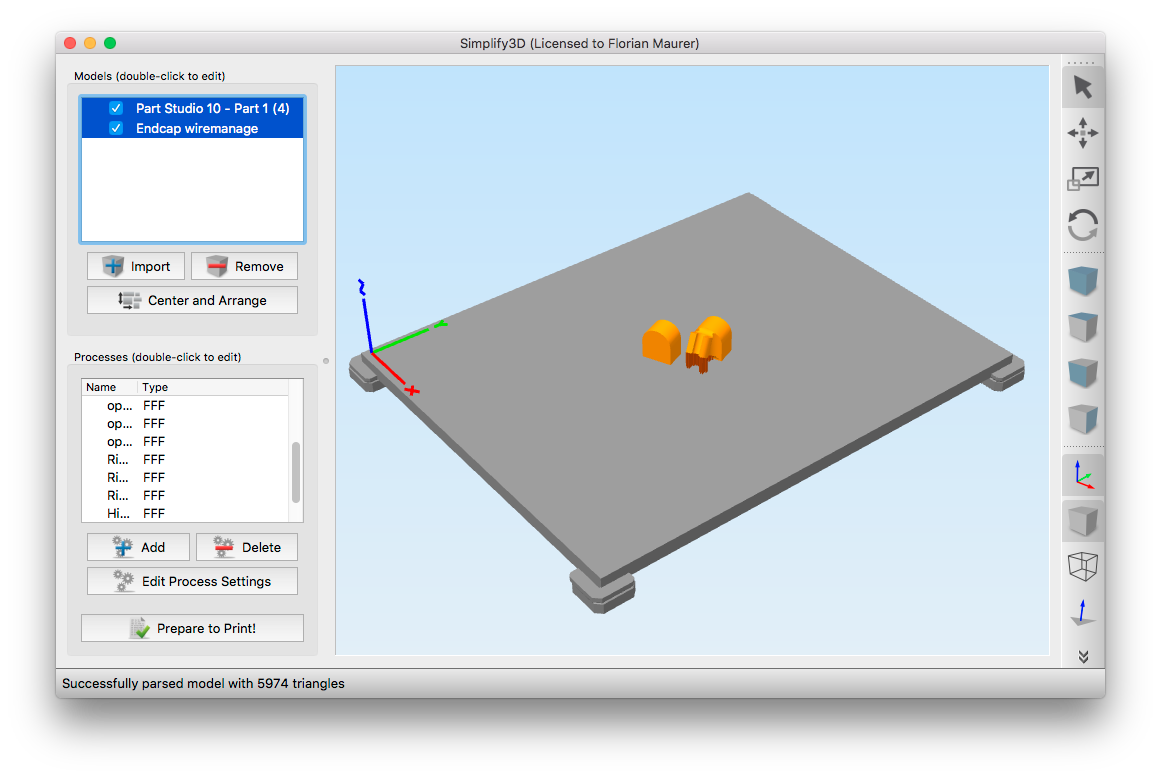 Simplify3D (Licensed to Florian Maurer)
Models (double-click to edit)
Part Studio 10 - Part 1 (4)
Endcap wiremanage
Import
Remove
Center and Arrange
Processes (double-click to edit)
Name Type
op... FFF
op... FFF
op... FFF
Ri... FFF
Ri... FFF
Ri... FFF
Hi... FFF
Add
Delete
Edit Process Settings
Prepare to Print!
Z
Y
X
Successfully parsed model with 5974 triangles